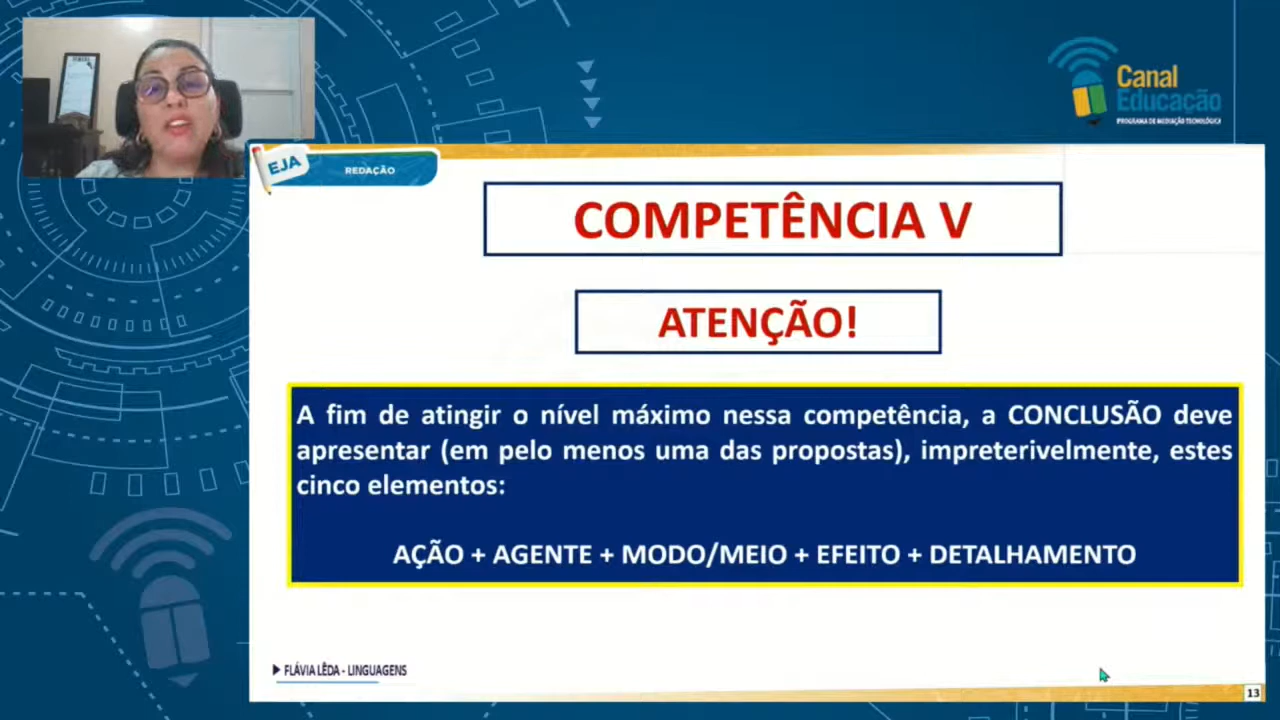 Canal
Educação
PROGRAMA DE MEDIAÇÃO TECNOLÓGICA
EJA
REDAÇÃO
COMPETÊNCIA V
ATENÇÃO!
A fim de atingir o nível máximo nessa competência, a CONCLUSÃO deve
apresentar (em pelo menos uma das propostas), impreterivelmente, estes
cinco elementos:
AÇÃO + AGENTE + MODO/MEIO + EFEITO + DETALHAMENTO
FLÁVIA LÊDA - LINGUAGENS
13